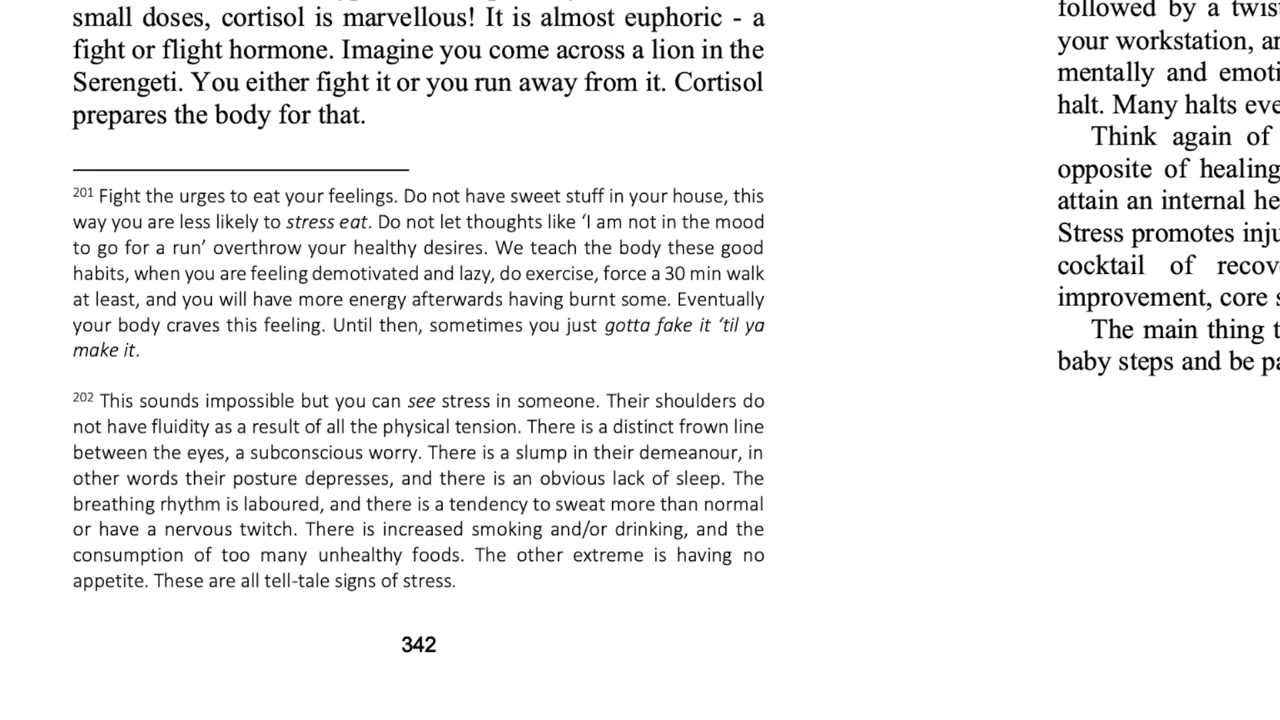 small doses, cortisol is marvellous! It is almost euphoric - a
fight or flight hormone. Imagine you come across a lion in the
Serengeti. You either fight it or you run away from it. Cortisol
prepares the body for that.
201 Fight the urges to eat your feelings. Do not have sweet stuff in your house, this
way you are less likely to stress eat. Do not let thoughts like ‘I am not in the mood
to go for a run’ overthrow your healthy desires. We teach the body these good
habits, when you are feeling demotivated and lazy, do exercise, force a 30 min walk
at least, and you will have more energy afterwards having burnt some. Eventually
your body craves this feeling. Until then, sometimes you just gotta fake it ‘til ya
make it.
202 This sounds impossible but you can see stress in someone. Their shoulders do
not have fluidity as a result of all the physical tension. There is a distinct frown line
between the eyes, a subconscious worry. There is a slump in their demeanour, in
other words their posture depresses, and there is an obvious lack of sleep. The
breathing rhythm is laboured, and there is a tendency to sweat more than normal
or have a nervous twitch. There is increased smoking and/or drinking, and the
consumption of too many unhealthy foods. The other extreme is having no
appetite. These are all tell-tale signs of stress.
342
followed by a twis
your workstation, a
mentally and emoti
halt. Many halts eve
Think again of
opposite of healing
attain an internal he
Stress promotes inju
cocktail of recov
improvement, core s
The main thing t
baby steps and be pa